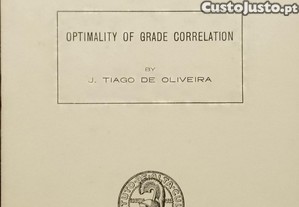 CustoJusto.pt
OPTIMALITY OF GRADE CORRELATION
BY
J. TIAGO DE OLIVEIRA